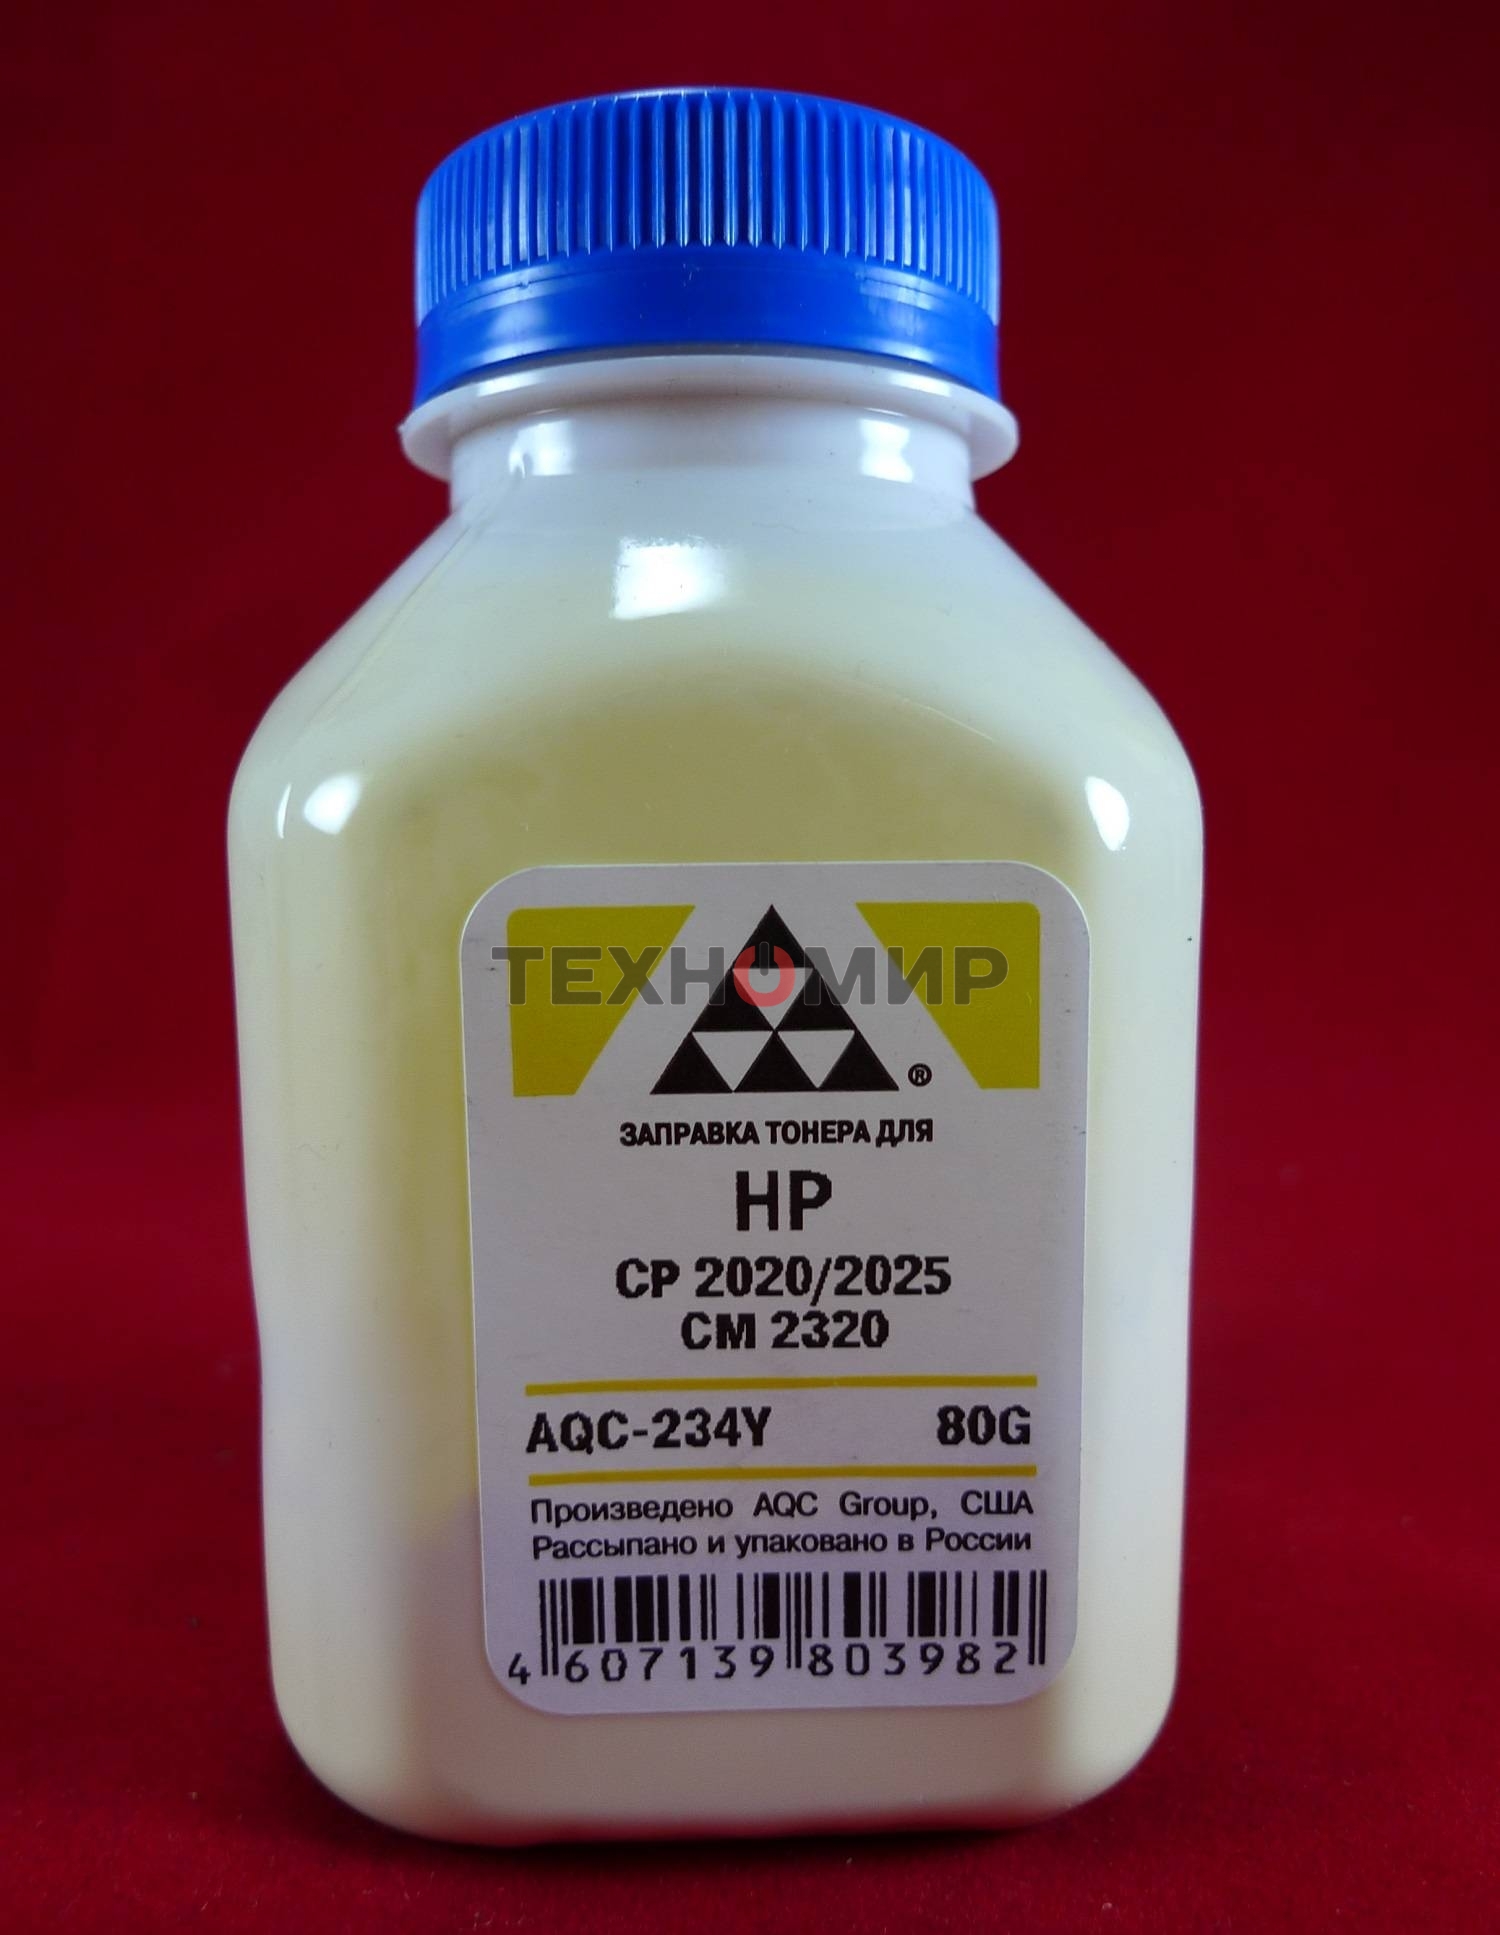 ТЕХНОМИР
®
ЗАПРАВКА ТОНЕРА ДЛЯ
HP
CP 2020/2025
CM 2320
AQC-234Y 80G
Произведено AQC Group, США
Рассыпано и упаковано в России
4 607139 803982